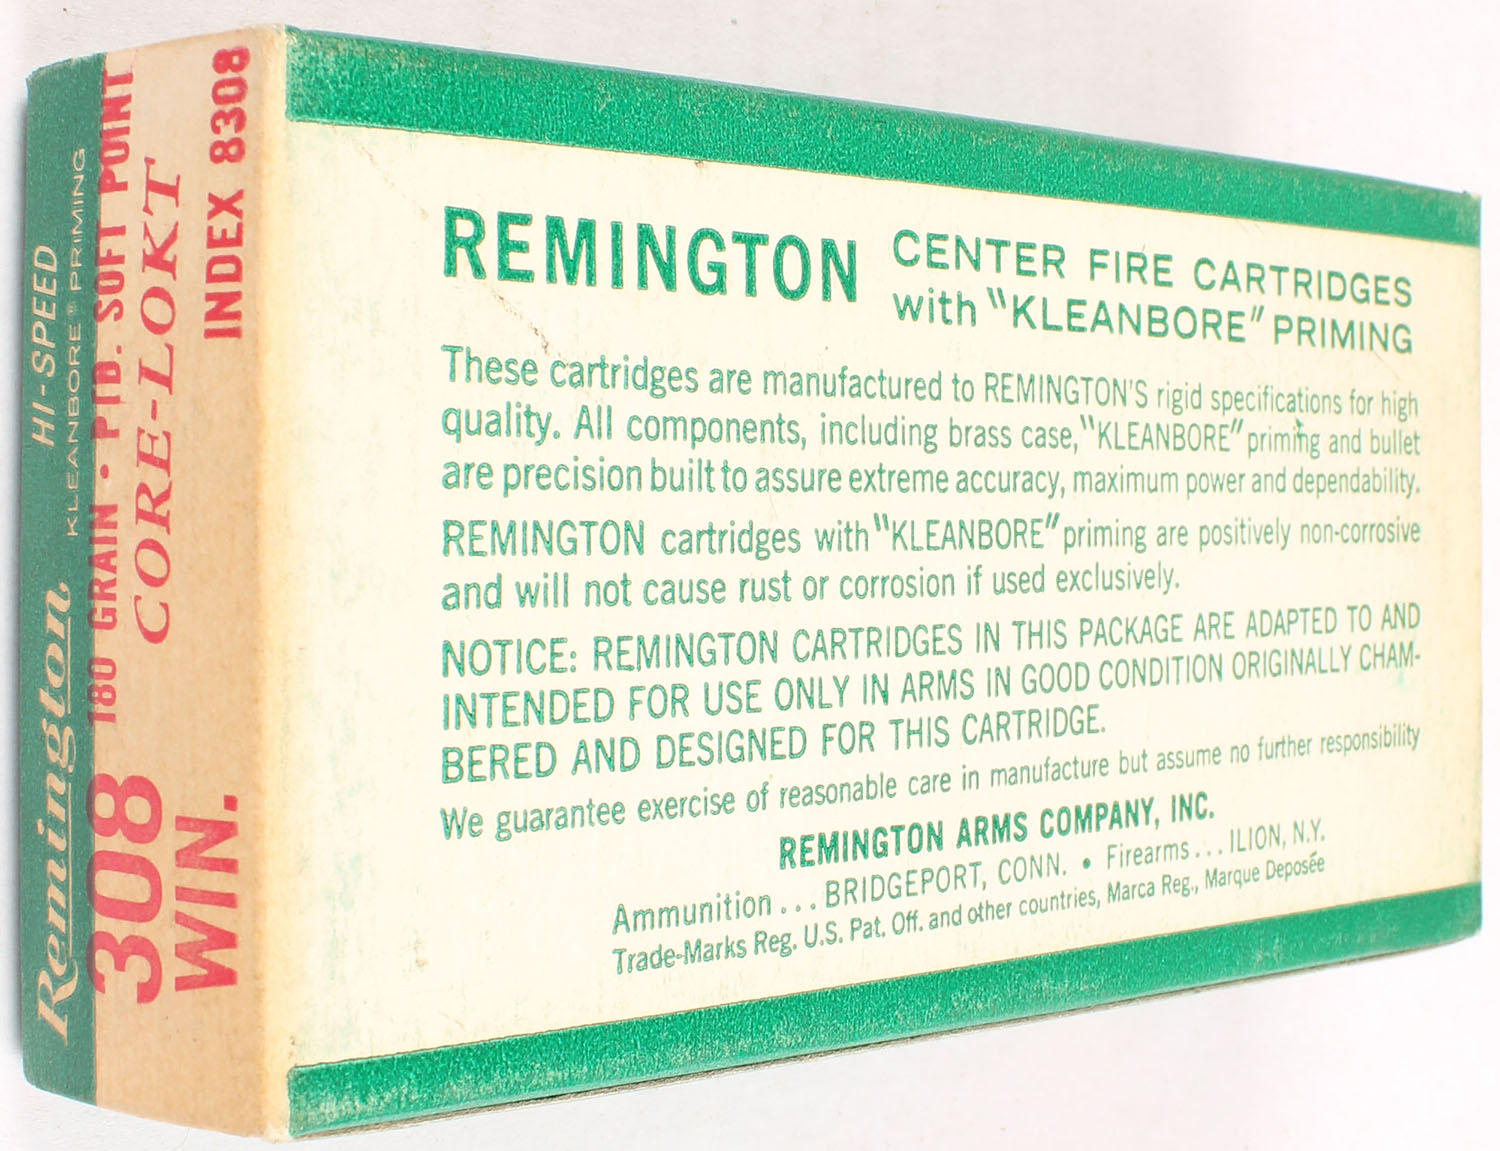 Remington
HI-SPEED
KLEANBORE® PRIMING
180 GRAIN • PTD. SOFT POINT
CORE-LOKT
308
WIN.
INDEX 8308
REMINGTON
CENTER FIRE CARTRIDGES
with "KLEANBORE" PRIMING
These cartridges are manufactured to REMINGTON'S rigid specifications for high
quality. All components, including brass case, "KLEANBORE" priming and bullet
are precision built to assure extreme accuracy, maximum power and dependability.
REMINGTON cartridges with "KLEANBORE" priming are positively non-corrosive
and will not cause rust or corrosion if used exclusively.
NOTICE: REMINGTON CARTRIDGES IN THIS PACKAGE ARE ADAPTED TO AND
INTENDED FOR USE ONLY IN ARMS IN GOOD CONDITION ORIGINALLY CHAM-
BERED AND DESIGNED FOR THIS CARTRIDGE.
We guarantee exercise of reasonable care in manufacture but assume no further responsibility
REMINGTON ARMS COMPANY, INC.
Ammunition . . . BRIDGEPORT, CONN. • Firearms . . . ILION, N.Y.
Trade-Marks Reg. U.S. Pat. Off. and other countries, Marca Reg., Marque Deposée